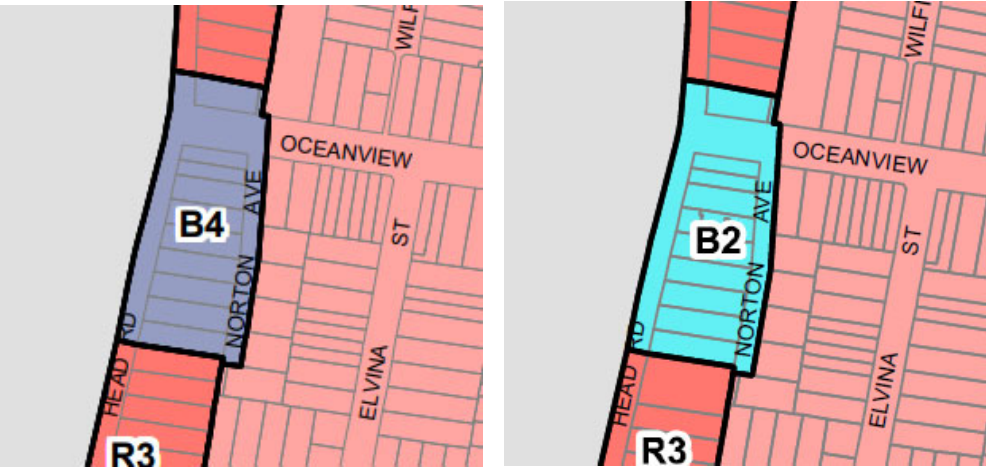 WILF
OCEANVIEW
AVE
B4
ST
NORTON
RD
HEAD
ELVINA
R3
WILFI
OCEANVIEW
AVE
B2
ST
NORTON
RD
HEAD
ELVINA
R3